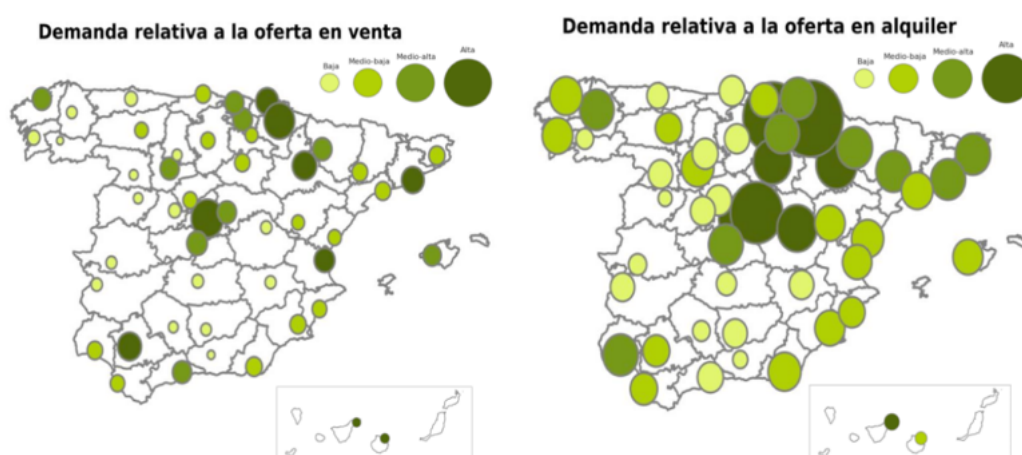 Demanda relativa a la oferta en venta
Baja
Medio-baja
Medio-alta
Alta
Demanda relativa a la oferta en alquiler
Baja
Medio-baja
Medio-alta
Alta